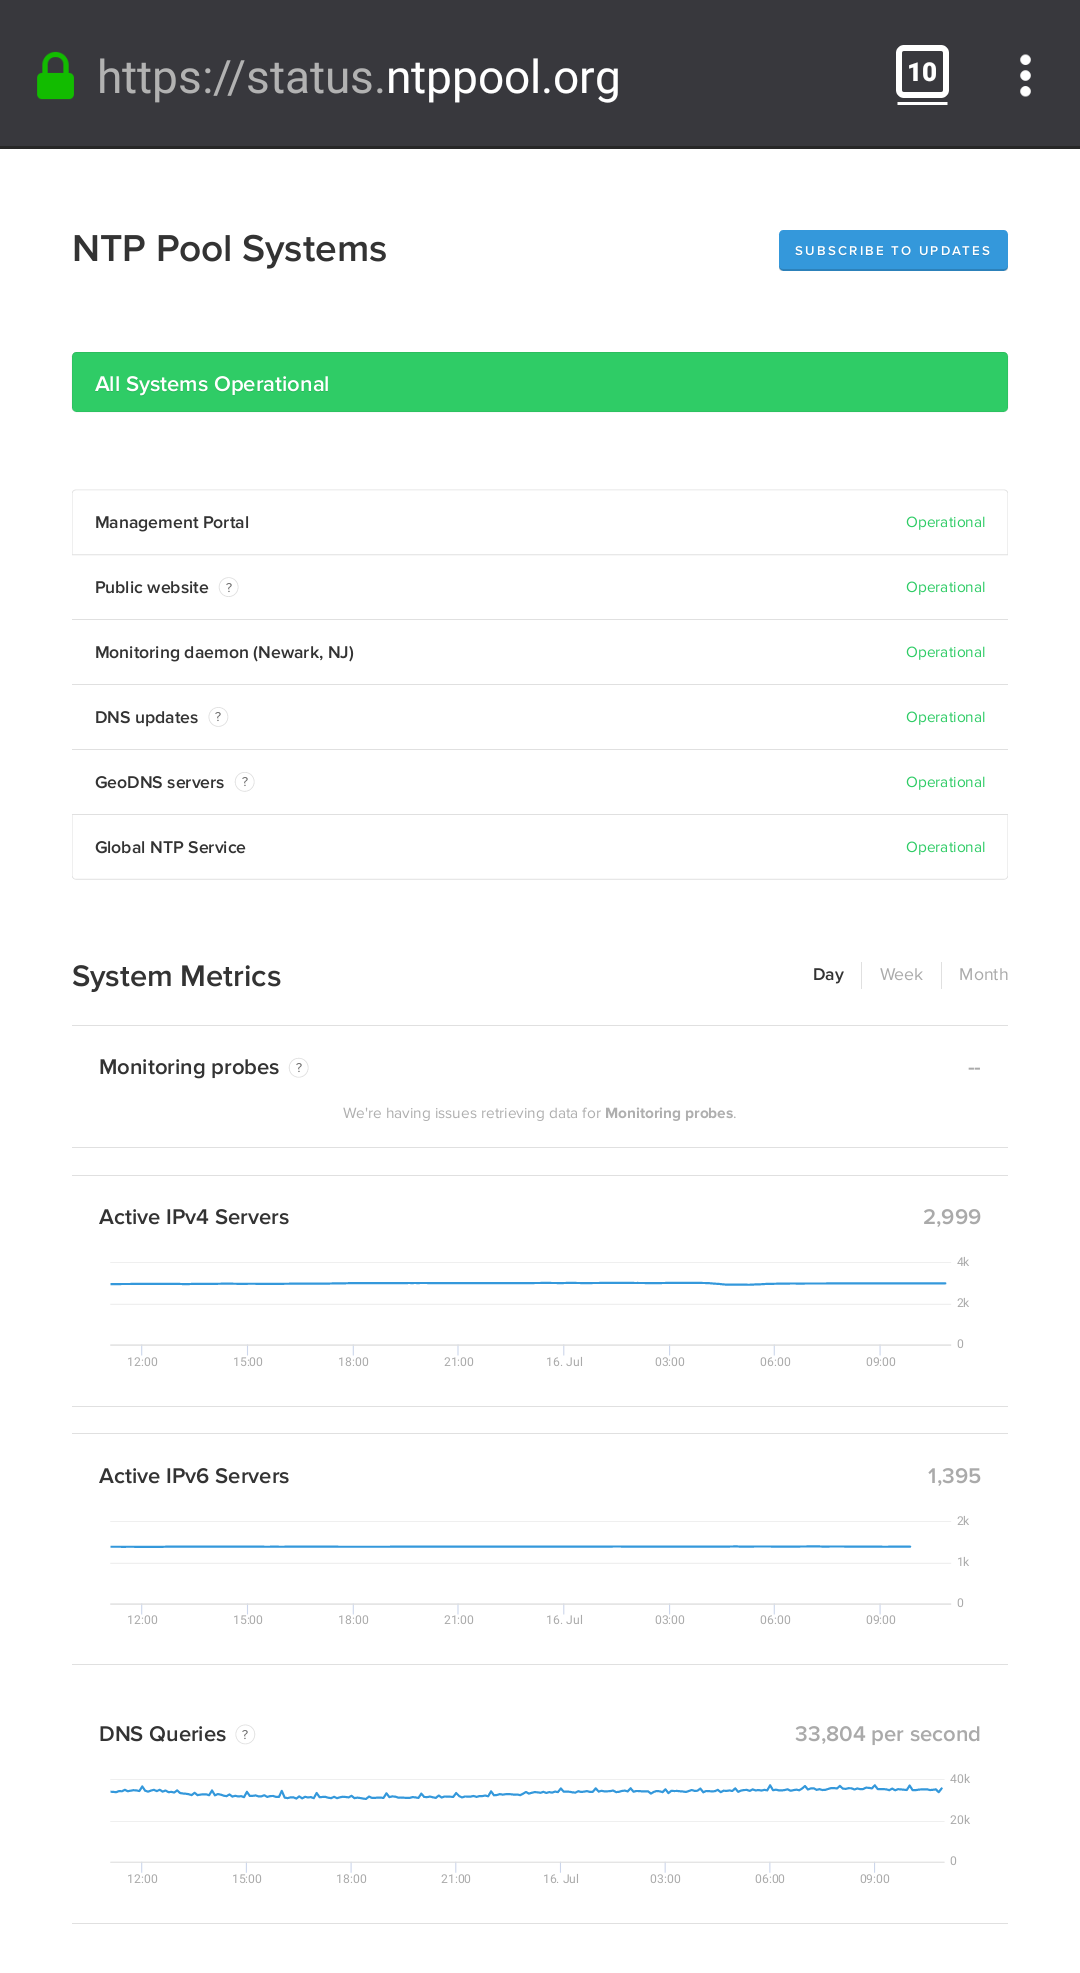 https://status.ntppool.org
10
NTP Pool Systems
SUBSCRIBE TO UPDATES
All Systems Operational
Management Portal Operational
Public website ? Operational
Monitoring daemon (Newark, NJ) Operational
DNS updates ? Operational
GeoDNS servers ? Operational
Global NTP Service Operational
System Metrics Day Week Month
Monitoring probes ? --
We're having issues retrieving data for Monitoring probes.
Active IPv4 Servers 2,999
4k
2k
0
12:00 15:00 18:00 21:00 16. Jul 03:00 06:00 09:00
Active IPv6 Servers 1,395
2k
1k
0
12:00 15:00 18:00 21:00 16. Jul 03:00 06:00 09:00
DNS Queries ? 33,804 per second
40k
20k
0
12:00 15:00 18:00 21:00 16. Jul 03:00 06:00 09:00